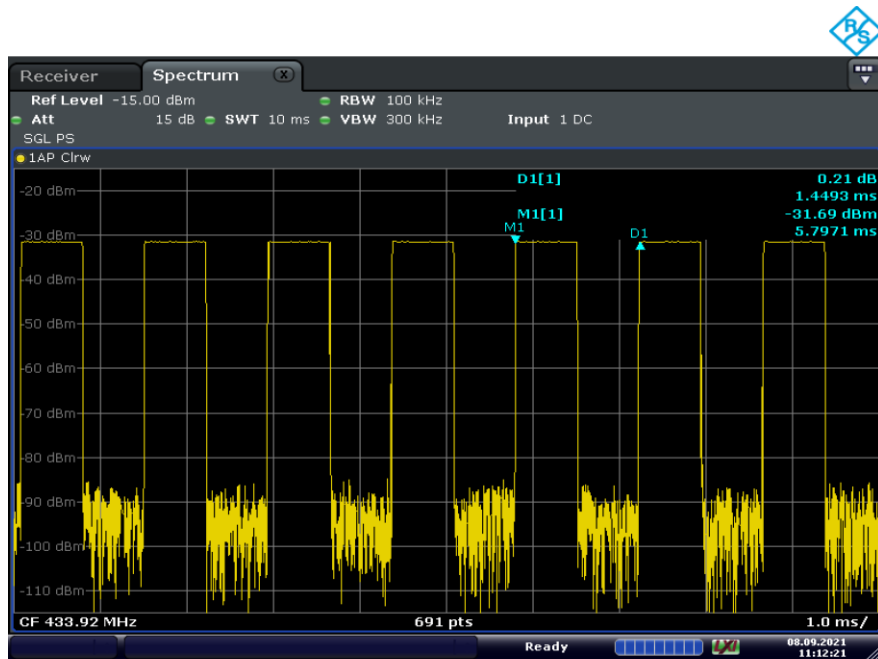 R&S
Receiver Spectrum X
Ref Level -15.00 dBm RBW 100 kHz
Att 15 dB SWT 10 ms VBW 300 kHz Input 1 DC
SGL PS
1AP Clrw
D1[1] 0.21 dB
1.4493 ms
M1[1] -31.69 dBm
5.7971 ms
-20 dBm
-30 dBm
M1
D1
-40 dBm
-50 dBm
-60 dBm
-70 dBm
-80 dBm
-90 dBm
-100 dBm
-110 dBm
CF 433.92 MHz 691 pts 1.0 ms/
Ready LXI 08.09.2021
11:12:21